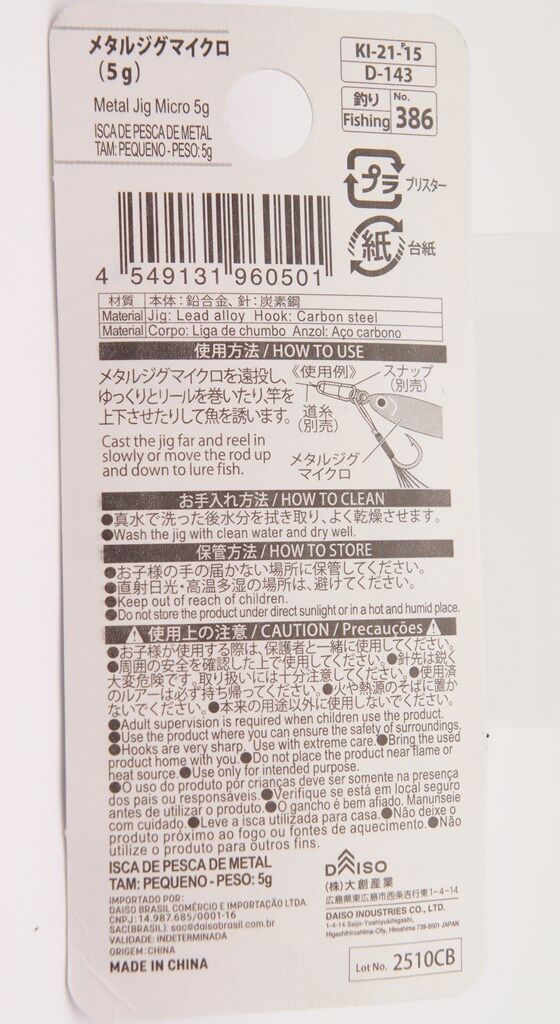 メタルジグマイクロ
（5g）
Metal Jig Micro 5g
ISCA DE PESCA DE METAL
TAM: PEQUENO - PESO: 5g
KI-21-P-15
D-143
釣り
Fishing
No.
386
プラ
ブリスター
紙
台紙
4 549131 960501
材質 本体：鉛合金、針：炭素鋼
Material Jig: Lead alloy Hook: Carbon steel
Material Corpo: Liga de chumbo Anzol: Aço carbono
使用方法 / HOW TO USE
メタルジグマイクロを遠投し、
ゆっくりとリールを巻いたり、竿を
上下させたりして魚を誘います。
Cast the jig far and reel in
slowly or move the rod up
and down to lure fish.
《使用例》
スナップ
（別売）
道糸
（別売）
メタルジグ
マイクロ
お手入れ方法 / HOW TO CLEAN
●真水で洗った後水分を拭き取り、よく乾燥させます。
●Wash the jig with clean water and dry well.
保管方法 / HOW TO STORE
●お子様の手の届かない場所に保管してください。
●直射日光・高温多湿の場所は、避けてください。
●Keep out of reach of children.
●Do not store the product under direct sunlight or in a hot and humid place.
使用上の注意 / CAUTION / Precauções
●お子様が使用する際は、保護者と一緒に使用してください。
●周囲の安全を確認した上で使用してください。●針先は鋭く
大変危険です。取り扱いには十分注意してください。●使用済
のルアーは必ず持ち帰ってください。●火や熱源のそばに置か
ないでください。●本来の用途以外に使用しないでください。
●Adult supervision is required when children use the product.
●Use the product where you can ensure the safety of surroundings.
●Hooks are very sharp. Use with extreme care.●Bring the used
product home with you.●Do not place the product near flame or
heat source.●Use only for intended purpose.
●O uso do produto por crianças deve ser somente na presença
dos pais ou responsáveis.●Verifique se está em local seguro
antes de utilizar o produto.●O gancho é bem afiado. Manunseie
com cuidado.●Leve a isca utilizada para casa.●Não deixe o
produto próximo ao fogo ou fontes de aquecimento.●Não
utilize o produto para outros fins.
ISCA DE PESCA DE METAL
TAM: PEQUENO - PESO: 5g
IMPORTADO POR:
DAISO BRASIL COMÉRCIO E IMPORTAÇÃO LTDA.
CNPJ: 14.987.685/0001-16
SAC(BRASIL): sac@daisobrasil.com.br
VALIDADE: INDETERMINADA
ORIGEM: CHINA
MADE IN CHINA
DAISO
(株)大創産業
広島県東広島市西条吉行東1-4-14
DAISO INDUSTRIES CO., LTD.
1-4-14 Saijo-Yoshiyukihigashi,
Higashihiroshima-City, Hiroshima 739-8501 JAPAN
Lot No. 2510CB